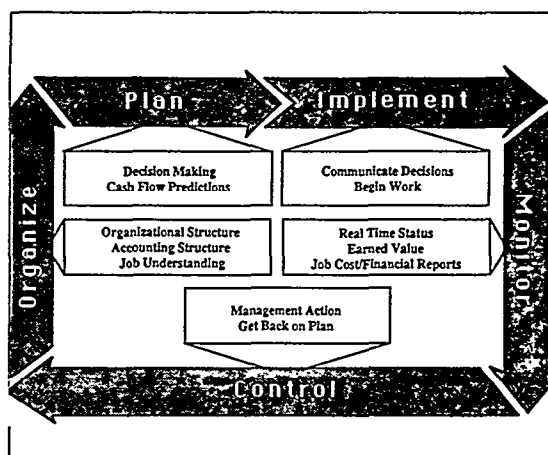 Plan
Implement
Decision Making
Cash Flow Predictions
Communicate Decisions
Begin Work
Organize
Organizational Structure
Accounting Structure
Job Understanding
Real Time Status
Earned Value
Job Cost/Financial Reports
Monitor
Management Action
Get Back on Plan
Control